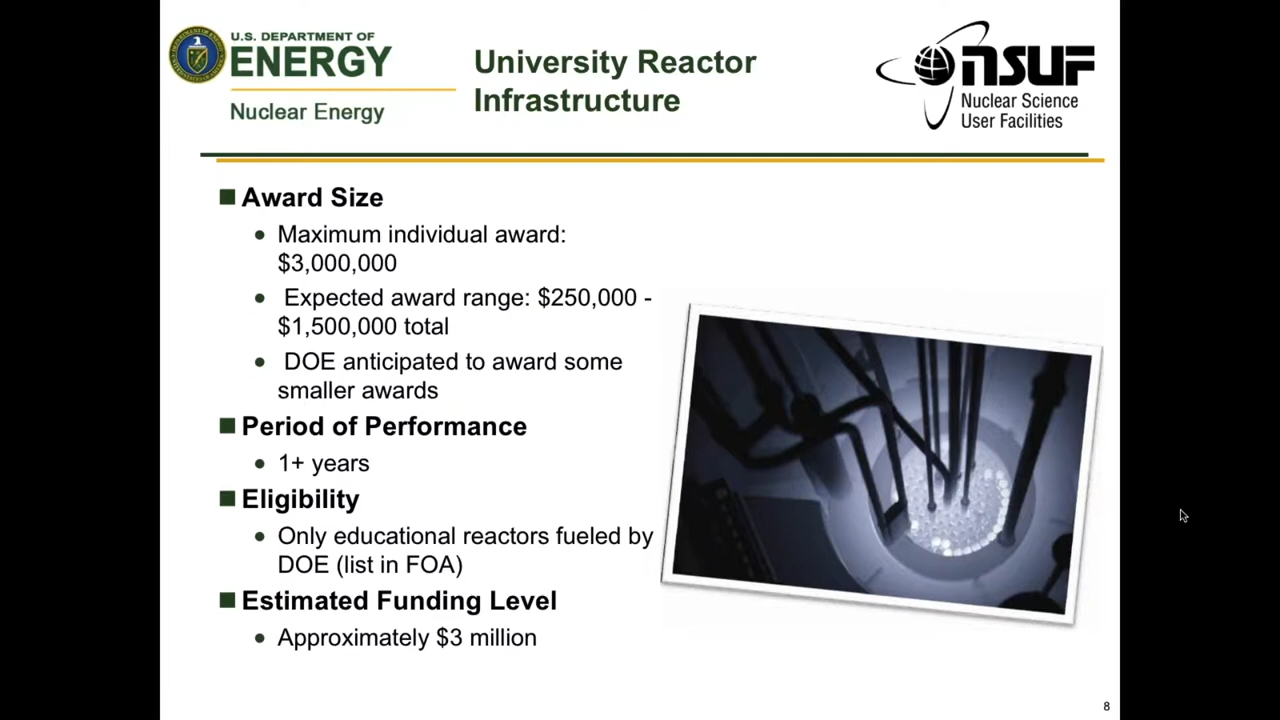 U.S. DEPARTMENT OF
ENERGY
Nuclear Energy
University Reactor
Infrastructure
nsuf
Nuclear Science
User Facilities
Award Size
Maximum individual award:
$3,000,000
Expected award range: $250,000 -
$1,500,000 total
DOE anticipated to award some
smaller awards
Period of Performance
1+ years
Eligibility
Only educational reactors fueled by
DOE (list in FOA)
Estimated Funding Level
Approximately $3 million
8